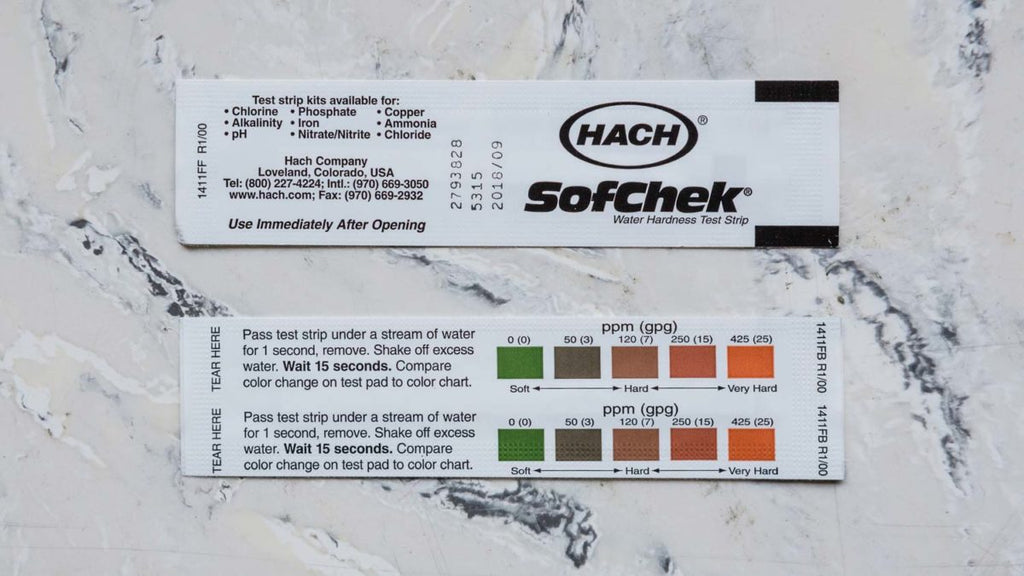 Test strip kits available for:
• Chlorine • Phosphate • Copper
• Alkalinity • Iron • Ammonia
• pH • Nitrate/Nitrite • Chloride
Hach Company
Loveland, Colorado, USA
Tel: (800) 227-4224; Intl.: (970) 669-3050
www.hach.com; Fax: (970) 669-2932
Use Immediately After Opening
1411FF R1/00
2793828
5315
2018/09
HACH®
SofChek®
Water Hardness Test Strip
TEAR HERE
Pass test strip under a stream of water
for 1 second, remove. Shake off excess
water. Wait 15 seconds. Compare
color change on test pad to color chart.
ppm (gpg)
0 (0) 50 (3) 120 (7) 250 (15) 425 (25)
Soft Hard Very Hard
1411FB R1/00
TEAR HERE
Pass test strip under a stream of water
for 1 second, remove. Shake off excess
water. Wait 15 seconds. Compare
color change on test pad to color chart.
ppm (gpg)
0 (0) 50 (3) 120 (7) 250 (15) 425 (25)
Soft Hard Very Hard
1411FB R1/00